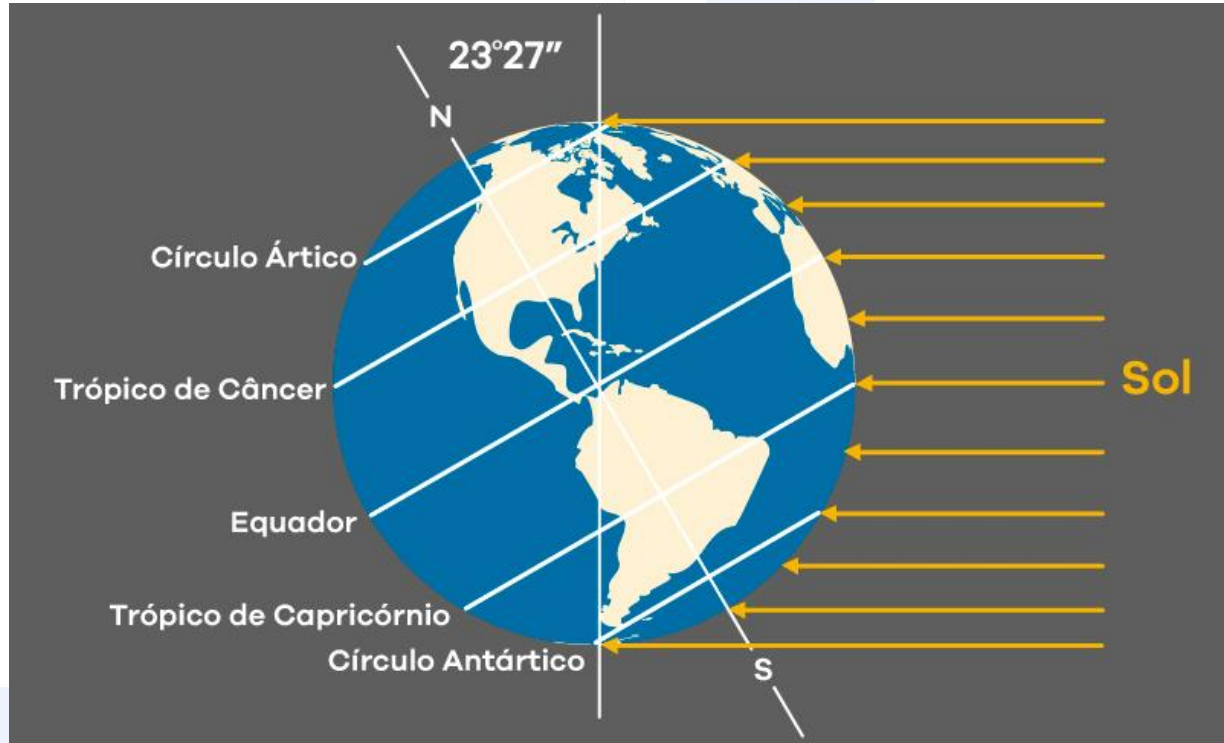 23°27”
N
Círculo Ártico
Trópico de Câncer
Sol
Equador
Trópico de Capricórnio
Círculo Antártico
S